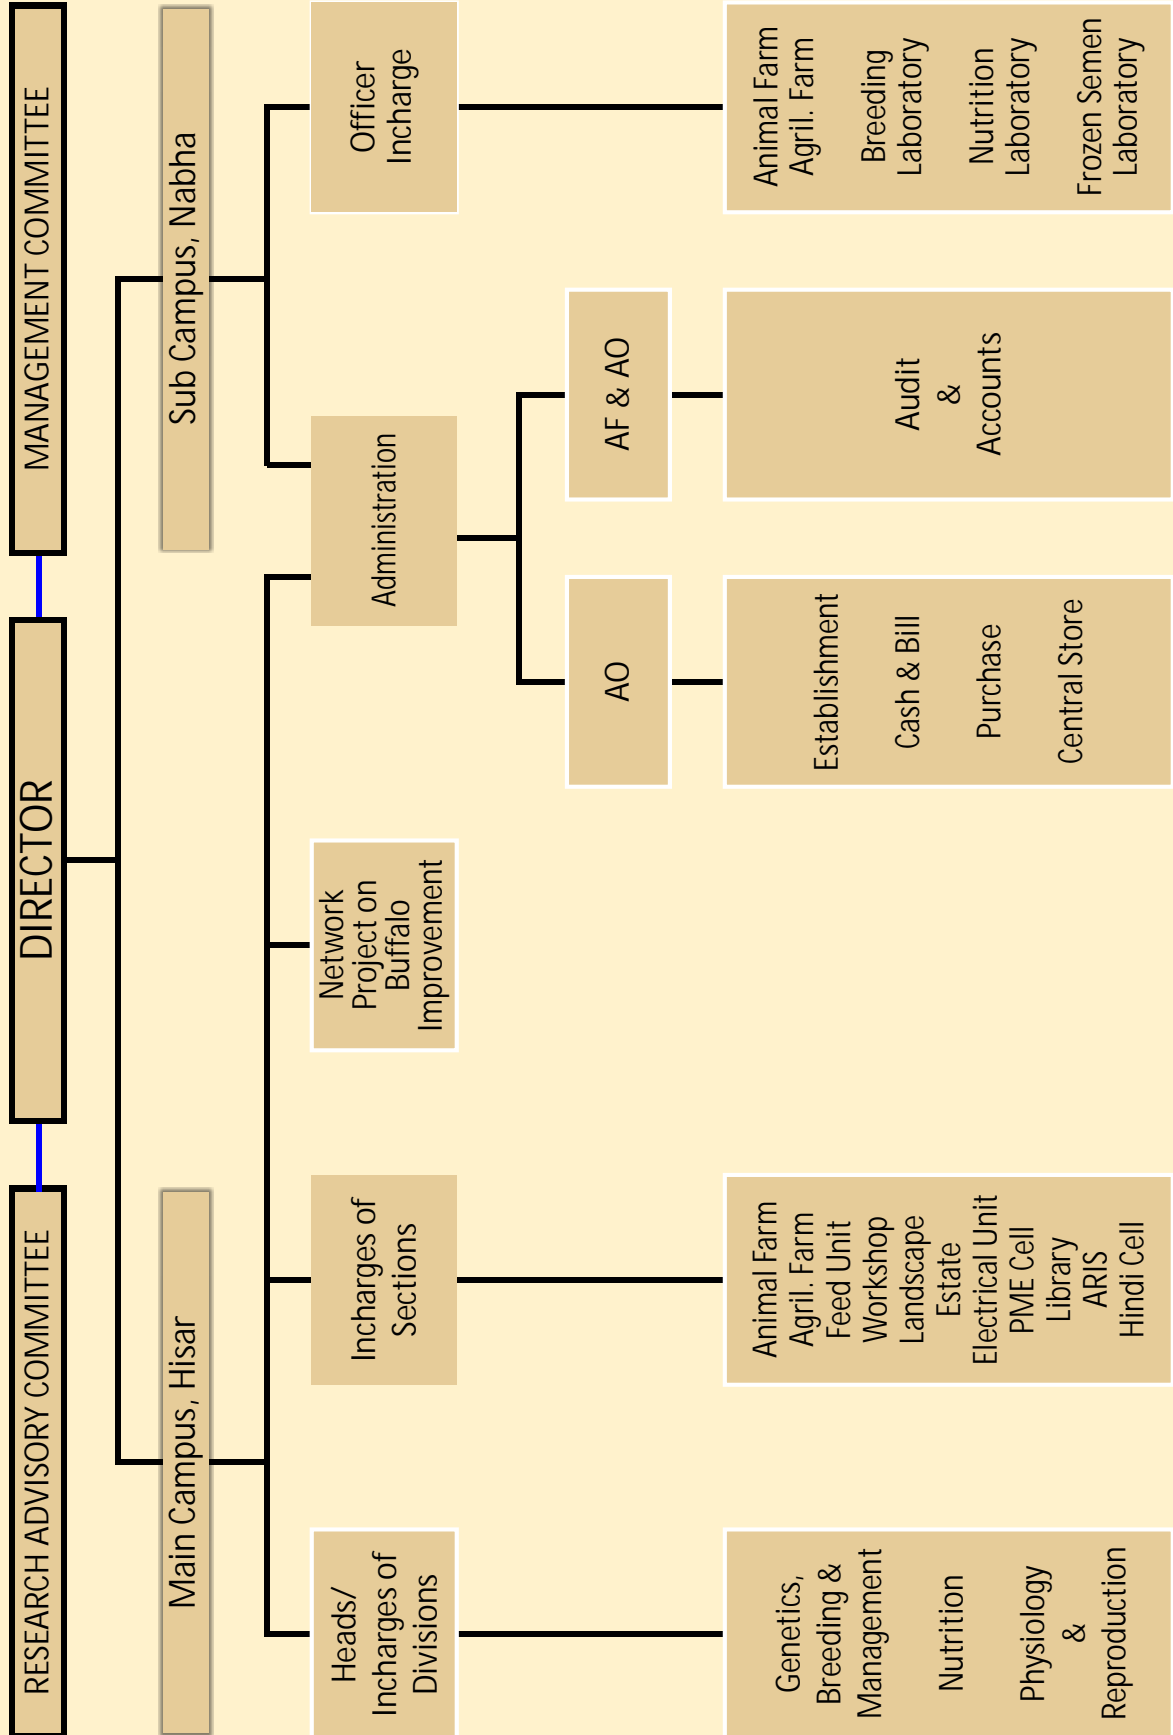 RESEARCH ADVISORY COMMITTEE
DIRECTOR
MANAGEMENT COMMITTEE
Main Campus, Hisar
Sub Campus, Nabha
Heads/
Incharges of
Divisions
Incharges of
Sections
Network
Project on
Buffalo
Improvement
Administration
Officer
Incharge
AO
AF & AO
Genetics,
Breeding &
Management
Nutrition
Physiology
&
Reproduction
Animal Farm
Agril. Farm
Feed Unit
Workshop
Landscape
Estate
Electrical Unit
PME Cell
Library
ARIS
Hindi Cell
Establishment
Cash & Bill
Purchase
Central Store
Audit
&
Accounts
Animal Farm
Agril. Farm
Breeding
Laboratory
Nutrition
Laboratory
Frozen Semen
Laboratory